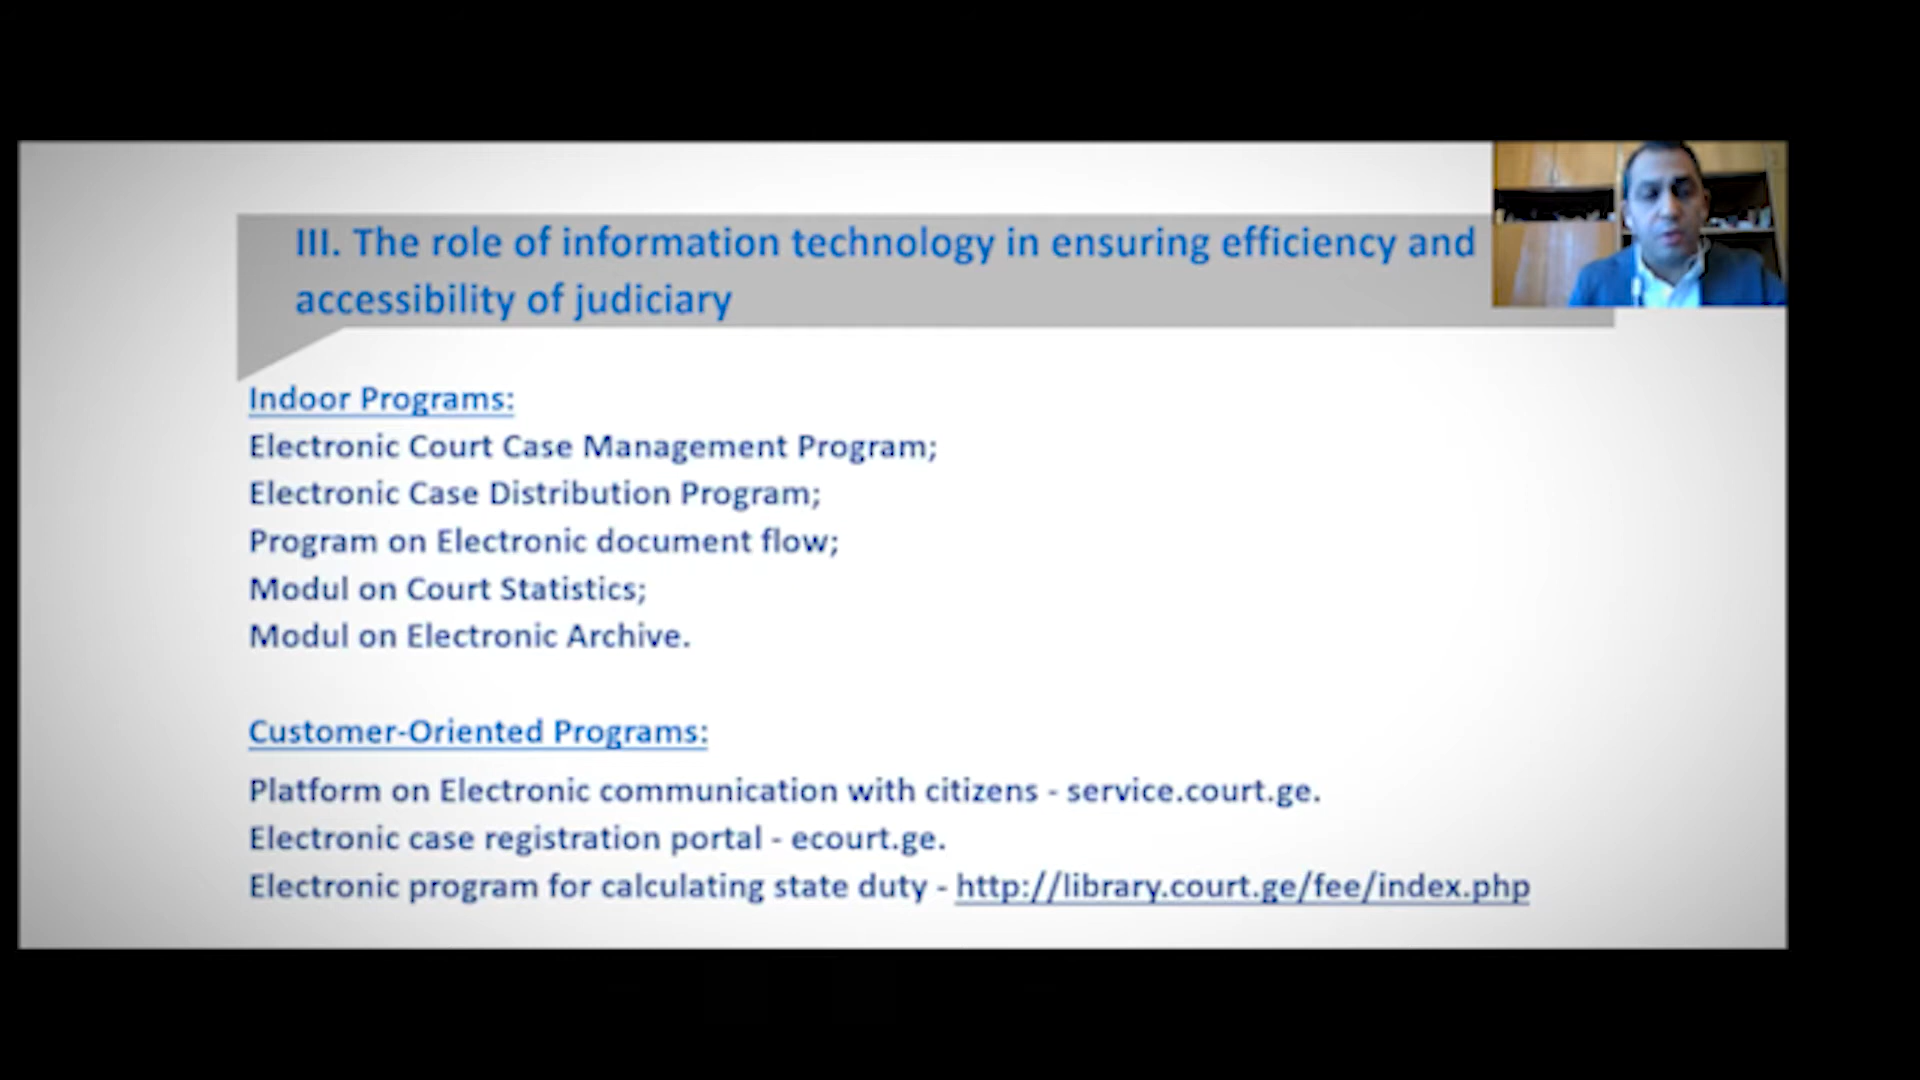 III. The role of information technology in ensuring efficiency and
accessibility of judiciary
Indoor Programs:
Electronic Court Case Management Program;
Electronic Case Distribution Program;
Program on Electronic document flow;
Modul on Court Statistics;
Modul on Electronic Archive.
Customer-Oriented Programs:
Platform on Electronic communication with citizens - service.court.ge.
Electronic case registration portal - ecourt.ge.
Electronic program for calculating state duty - http://library.court.ge/fee/index.php